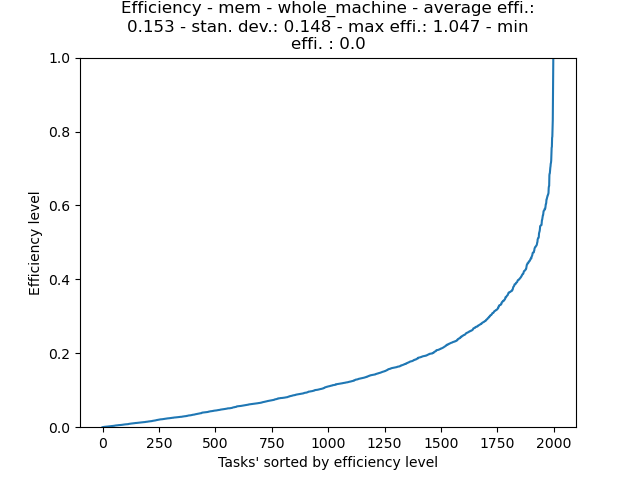 Efficiency - mem - whole_machine - average effi.:
0.153 - stan. dev.: 0.148 - max effi.: 1.047 - min
effi. : 0.0
1.0
0.8
0.6
0.4
0.2
0.0
Efficiency level
0 250 500 750 1000 1250 1500 1750 2000
Tasks' sorted by efficiency level